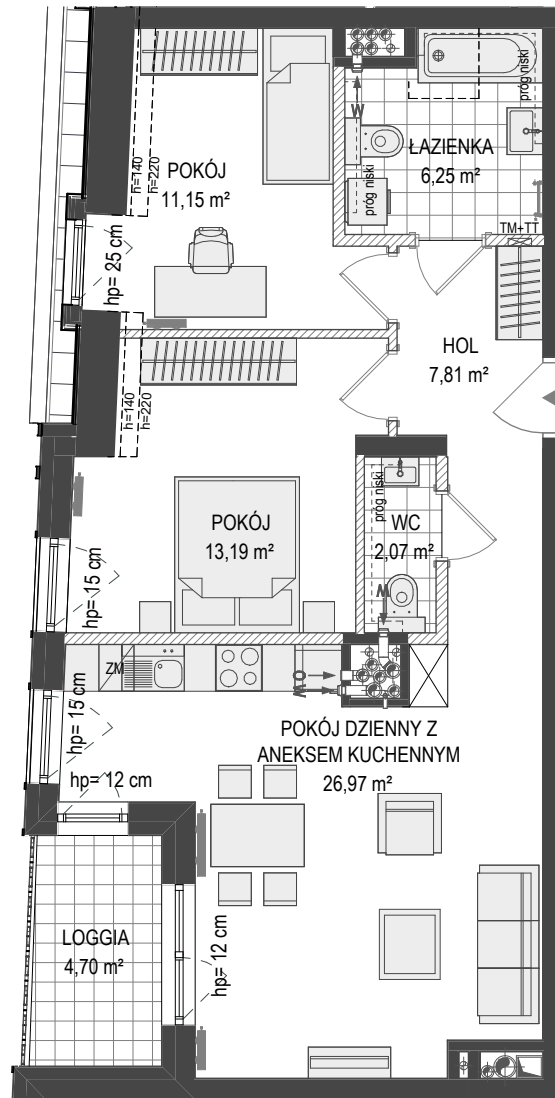 próg niski
W
ŁAZIENKA
6,25 m²
próg niski
TM+TT
POKÓJ
11,15 m²
h=140
h=220
hp= 25 cm
HOL
7,81 m²
h=140
h=220
próg niski
WC
2,07 m²
W
POKÓJ
13,19 m²
hp= 15 cm
ZM
O
W
hp= 15 cm
POKÓJ DZIENNY Z
ANEKSEM KUCHENNYM
26,97 m²
hp= 12 cm
LOGGIA
4,70 m²
hp= 12 cm